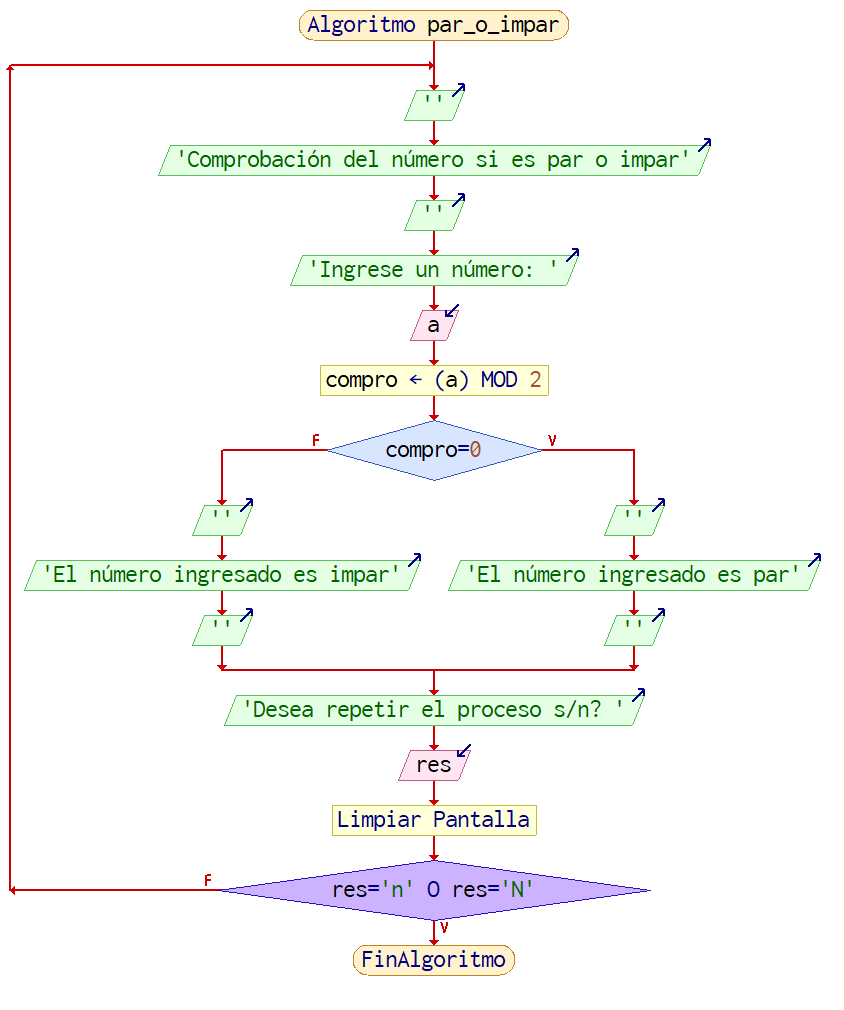 Algoritmo par_o_impar
''
'Comprobación del número si es par o impar'
''
'Ingrese un número: '
a
compro ← (a) MOD 2
compro=0
F
V
''
'El número ingresado es impar'
''
''
'El número ingresado es par'
''
'Desea repetir el proceso s/n? '
res
Limpiar Pantalla
res='n' O res='N'
F
V
FinAlgoritmo